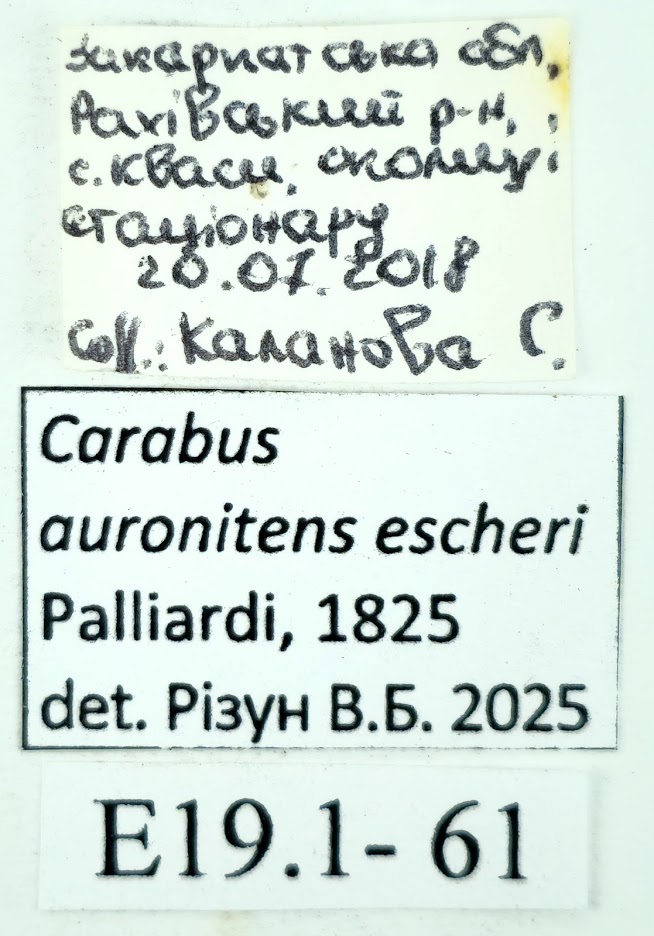 Закарпатська обл,
Рахівський р-н,
с.Кваси, околиці
стаціонару
20.07.2018
Coll.: Каланова С.
Carabus
auronitens escheri
Palliardi, 1825
det. Різун В.Б. 2025
E19.1- 61